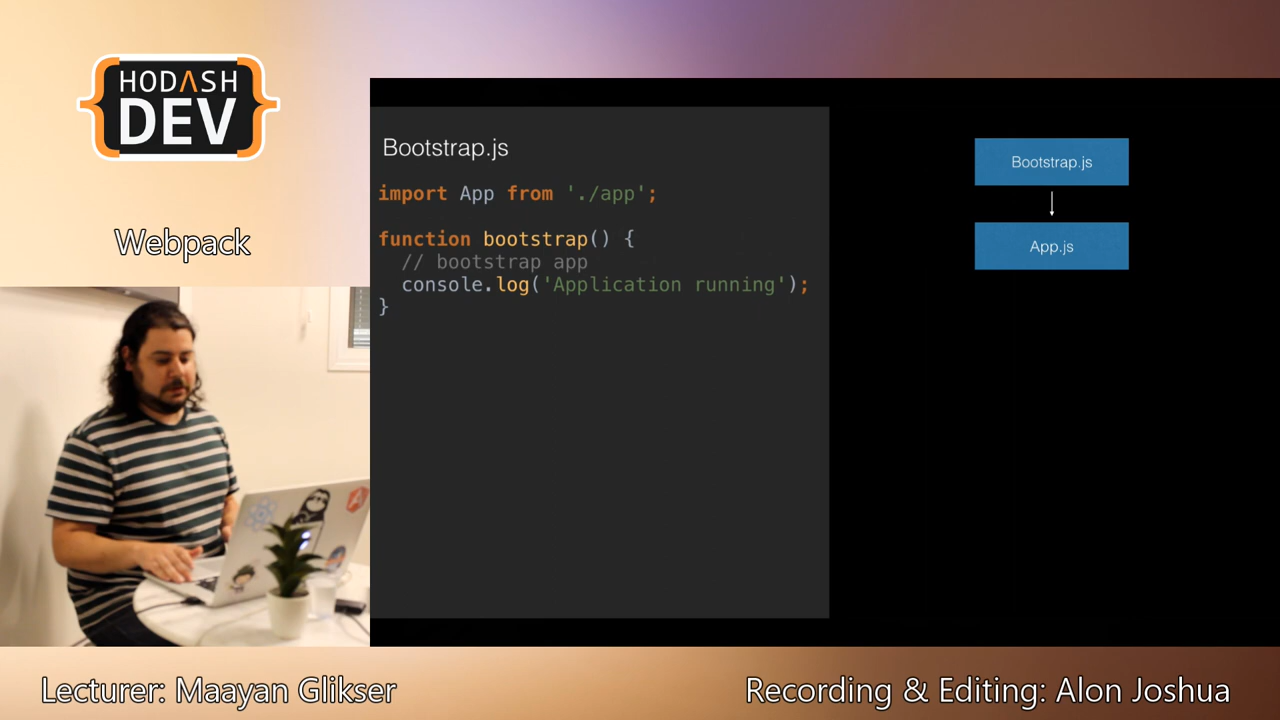 HODASH
DEV
Webpack
Bootstrap.js
import App from './app';
function bootstrap() {
// bootstrap app
console.log('Application running');
}
Bootstrap.js
App.js
Lecturer: Maayan Glikser
Recording & Editing: Alon Joshua